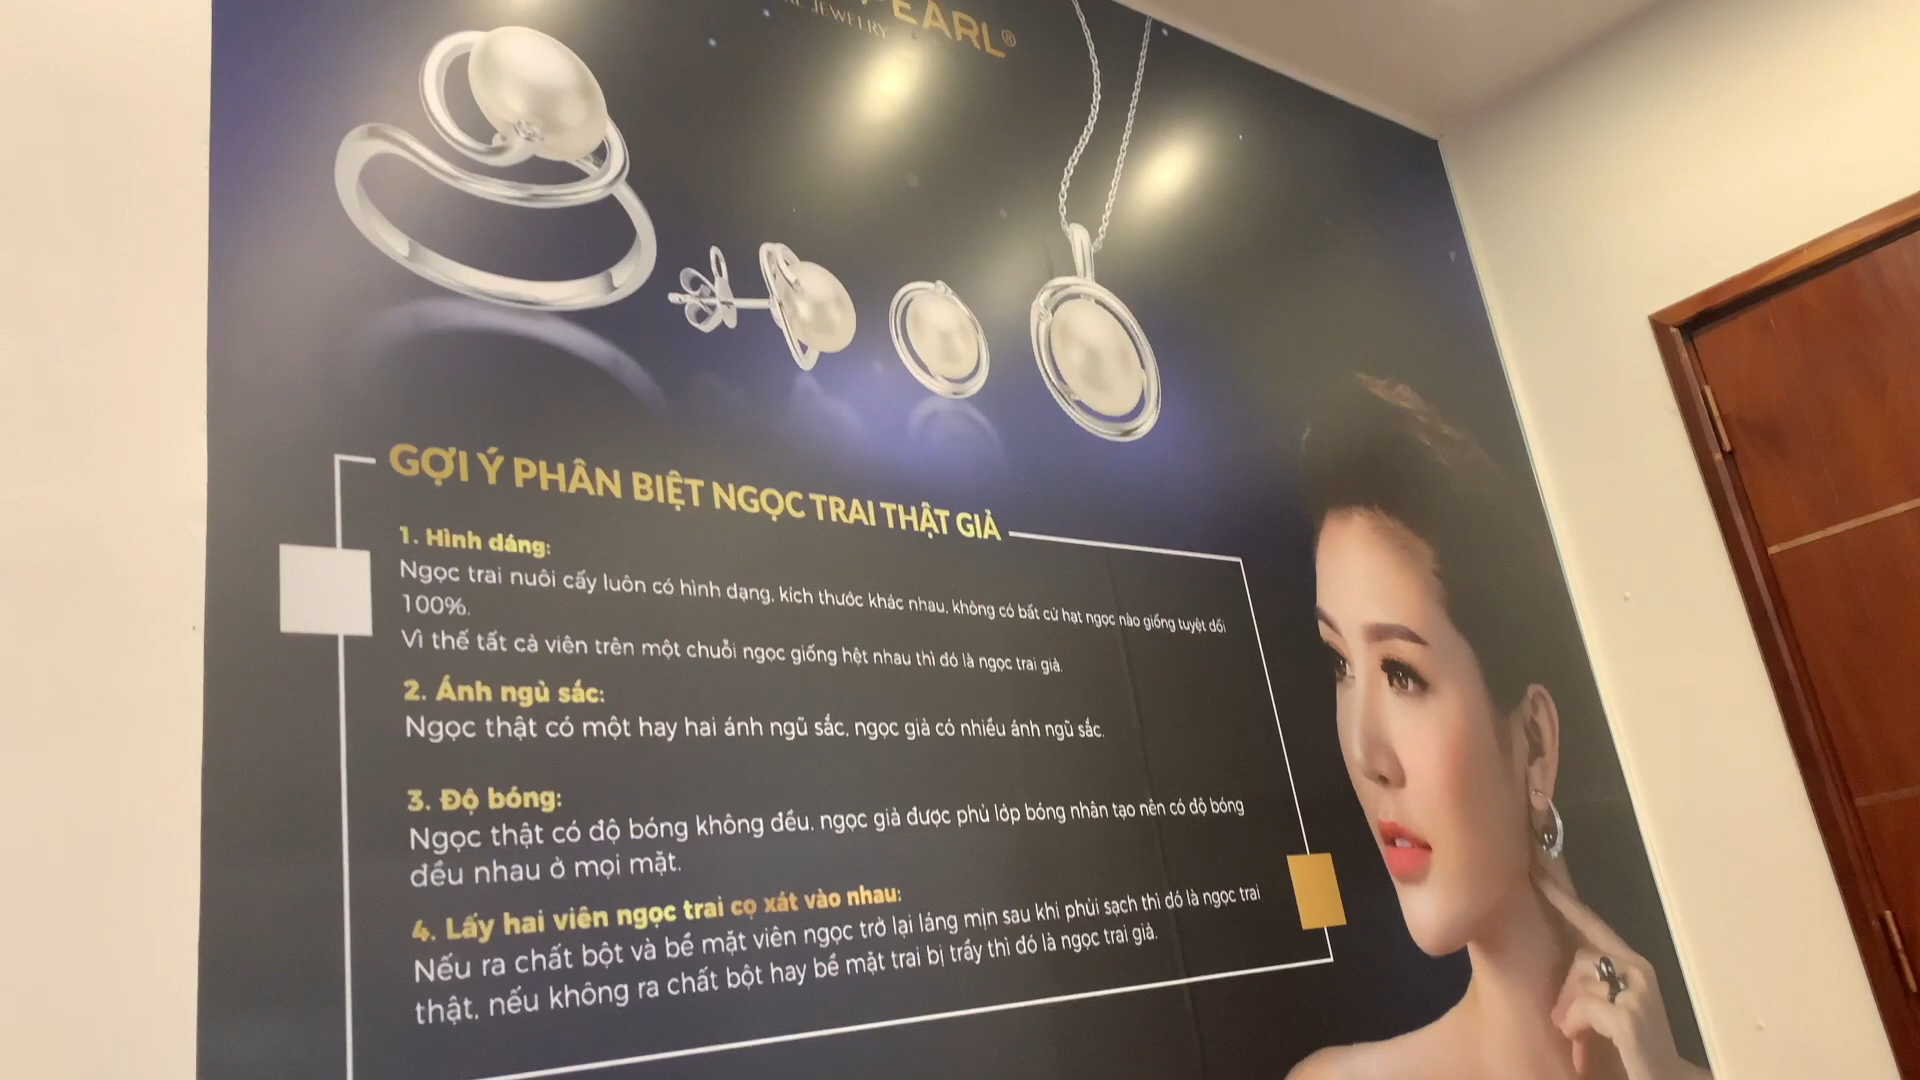 PEARL®
JEWELRY
GỢI Ý PHÂN BIỆT NGỌC TRAI THẬT GIẢ
1. Hình dáng:
Ngọc trai nuôi cấy luôn có hình dạng, kích thước khác nhau, không có bất cứ hạt ngọc nào giống tuyệt đối
100%.
Vì thế tất cả viên trên một chuỗi ngọc giống hệt nhau thì đó là ngọc trai giả.
2. Ánh ngũ sắc:
Ngọc thật có một hay hai ánh ngũ sắc, ngọc giả có nhiều ánh ngũ sắc.
3. Độ bóng:
Ngọc thật có độ bóng không đều, ngọc giả được phủ lớp bóng nhân tạo nên có độ bóng
đều nhau ở mọi mặt.
4. Lấy hai viên ngọc trai cọ xát vào nhau:
Nếu ra chất bột và bề mặt viên ngọc trở lại láng mịn sau khi phủi sạch thì đó là ngọc trai
thật, nếu không ra chất bột hay bề mặt trai bị trầy thì đó là ngọc trai giả.